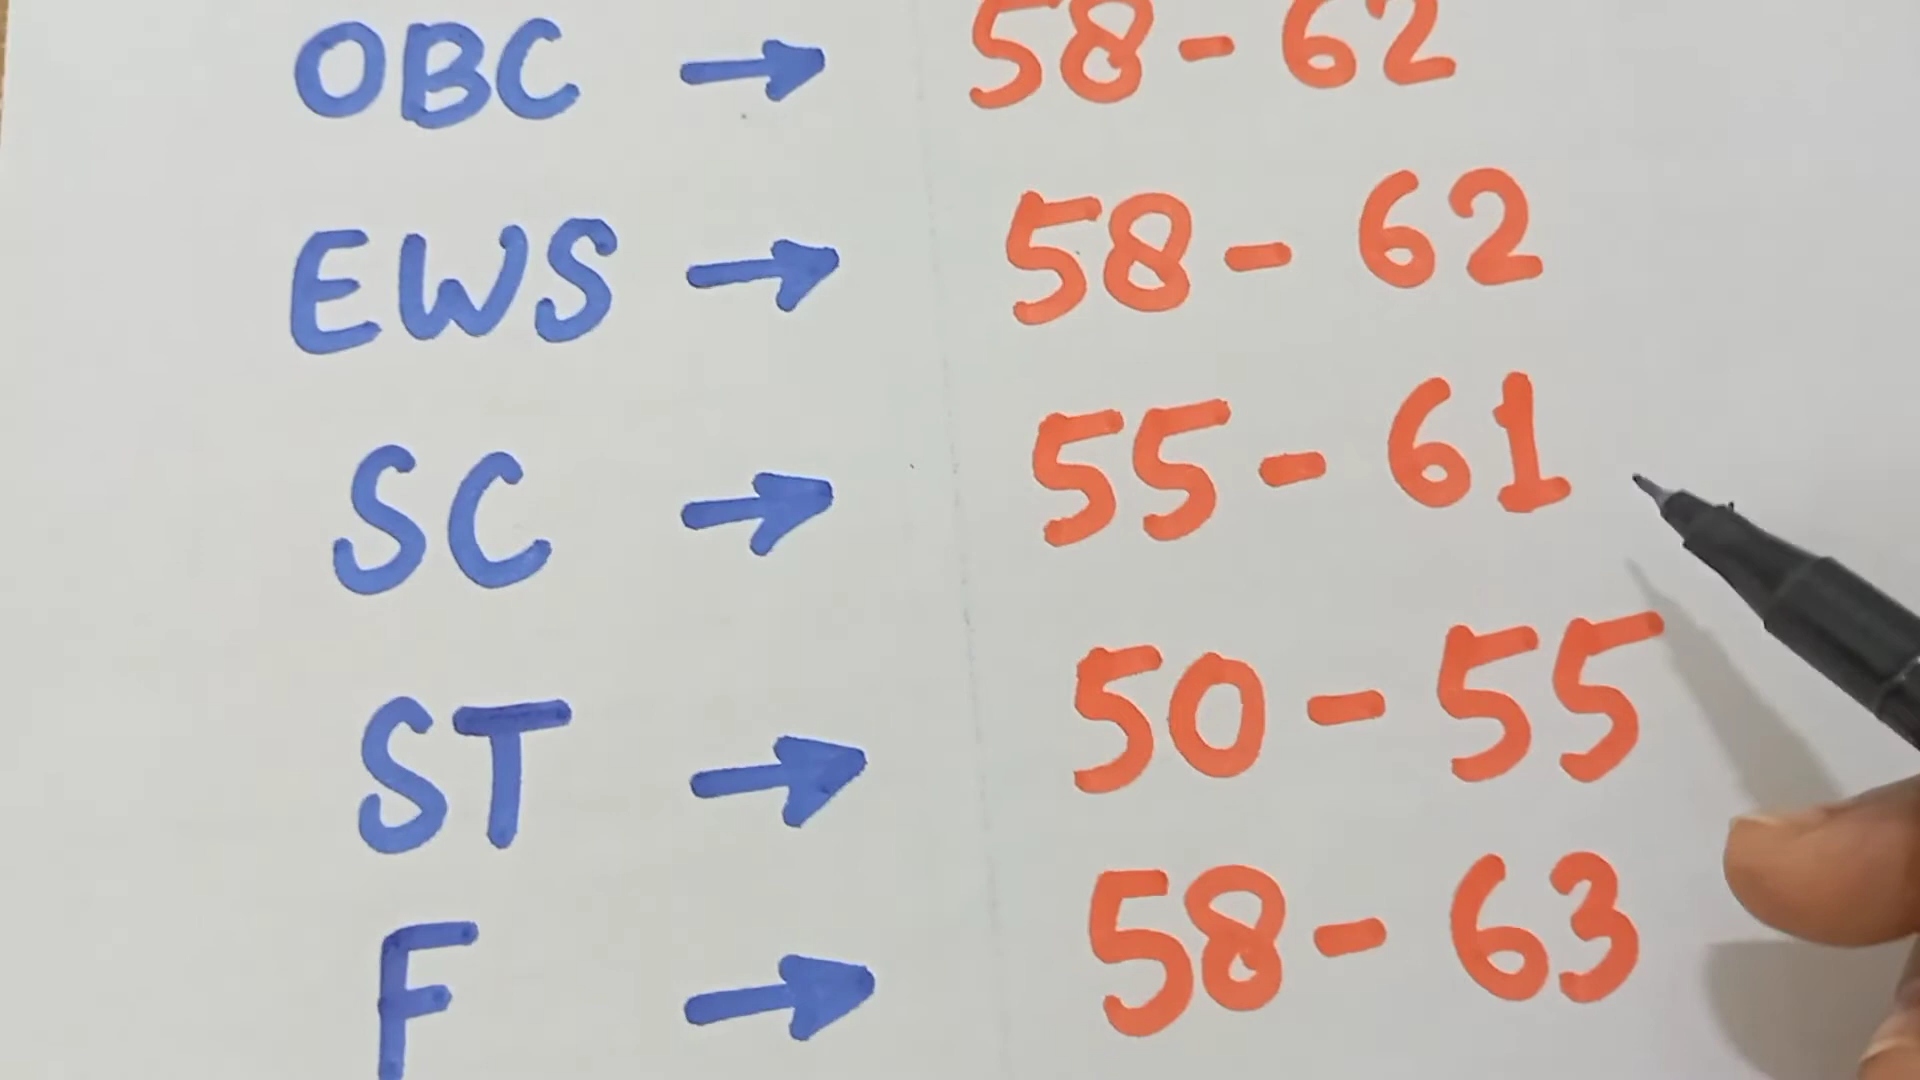 OBC → 58 - 62
EWS → 58 - 62
SC → 55 - 61
ST → 50 - 55
F → 58 - 63